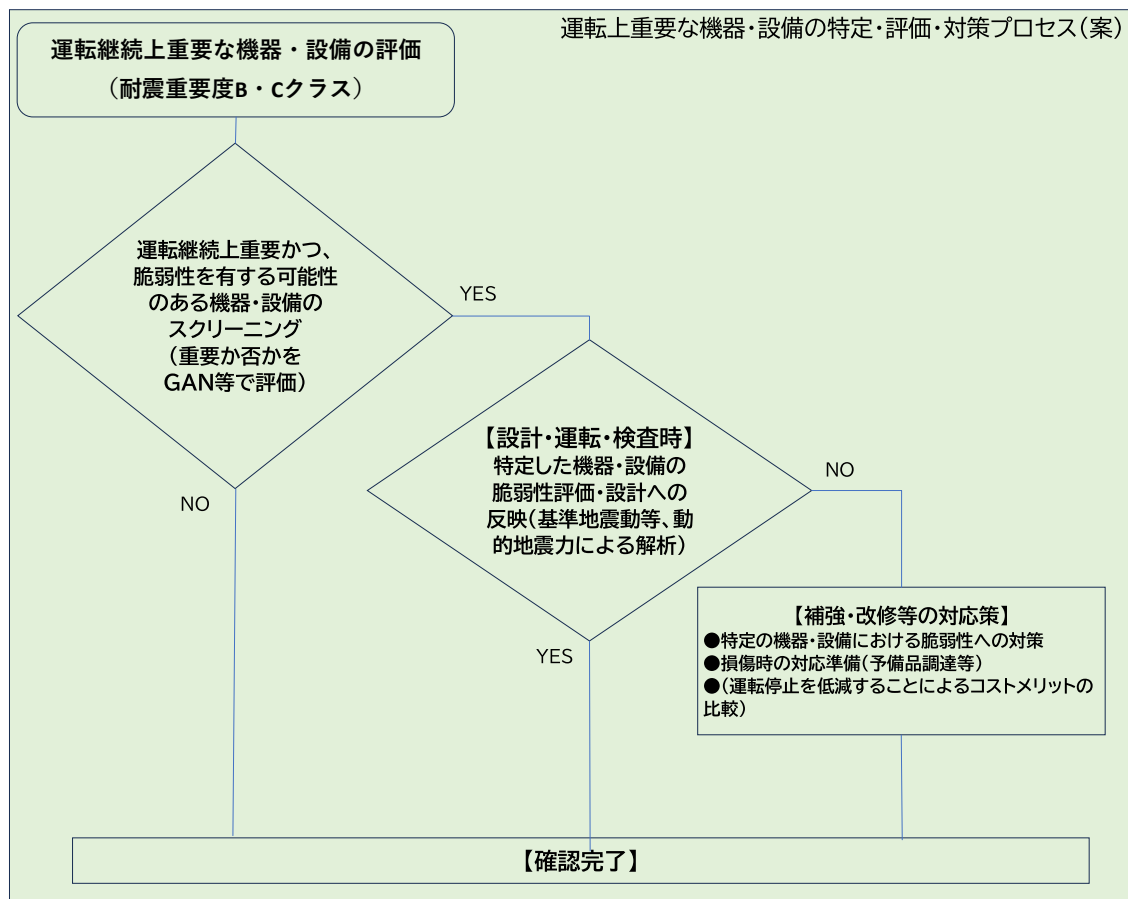 運転上重要な機器・設備の特定・評価・対策プロセス（案）
運転継続上重要な機器・設備の評価
（耐震重要度B・Cクラス）
運転継続上重要かつ、
脆弱性を有する可能性
のある機器・設備の
スクリーニング
（重要か否かを
GAN等で評価）
YES
NO
【設計・運転・検査時】
特定した機器・設備の
脆弱性評価・設計への
反映（基準地震動等、動
的地震力による解析）
NO
YES
【補強・改修等の対応策】
●特定の機器・設備における脆弱性への対策
●損傷時の対応準備（予備品調達等）
●（運転停止を低減することによるコストメリットの
比較）
【確認完了】